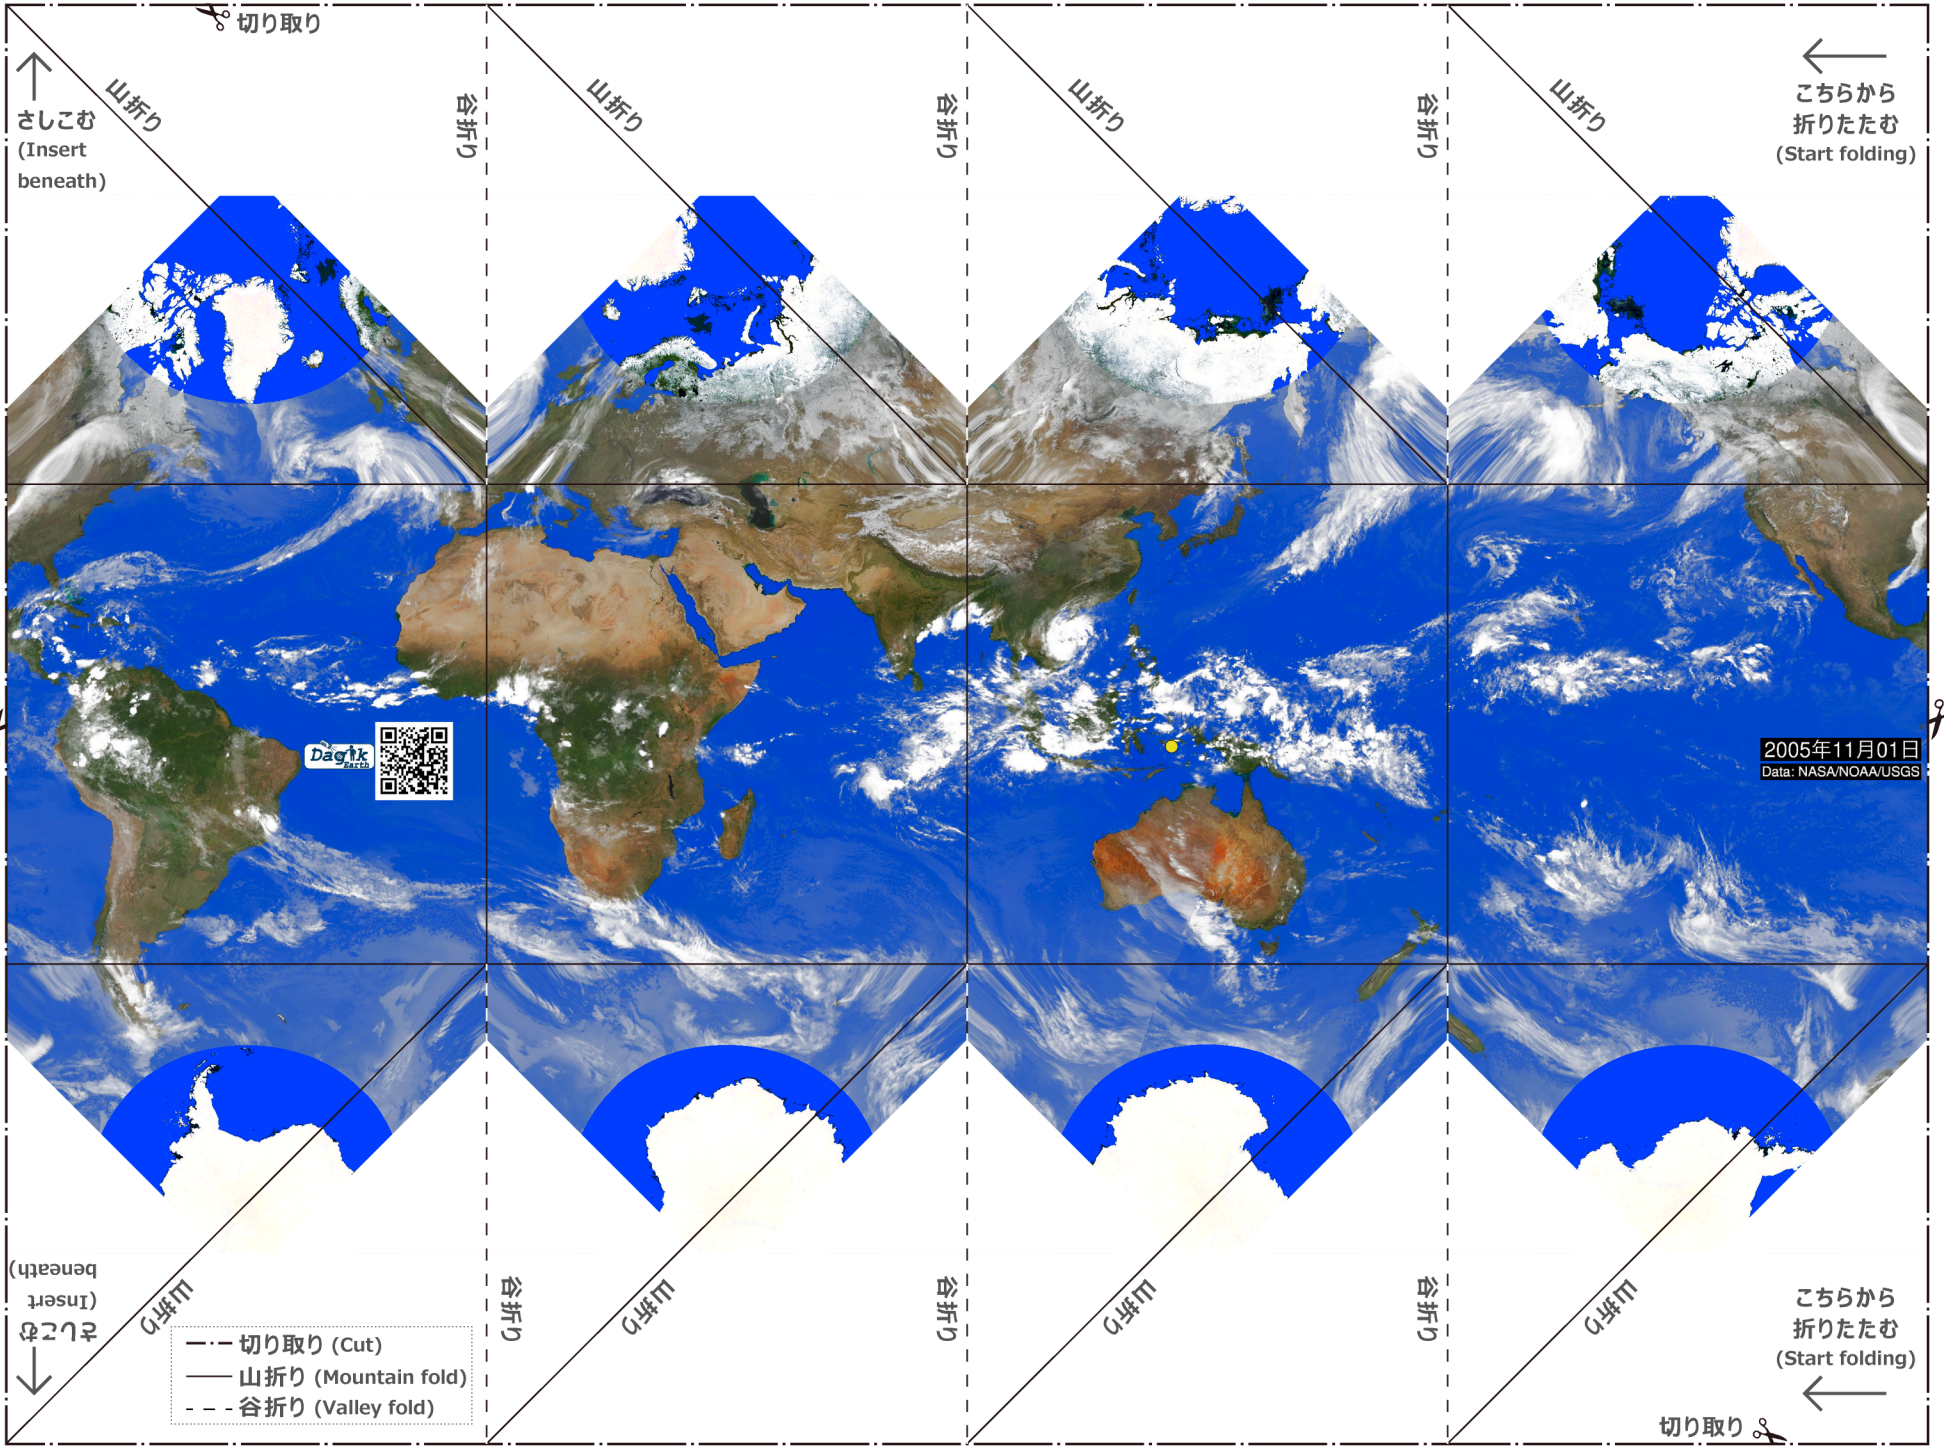 切り取り
山折り
谷折り
山折り
谷折り
山折り
谷折り
山折り
こちらから
折りたたむ
(Start folding)
さしこむ
(Insert
beneath)
Dagik
Earth
2005年11月01日
Data: NASA/NOAA/USGS
さしこむ
(Insert
beneath)
山折り
谷折り
山折り
谷折り
山折り
谷折り
山折り
こちらから
折りたたむ
(Start folding)
切り取り (Cut)
山折り (Mountain fold)
谷折り (Valley fold)
切り取り